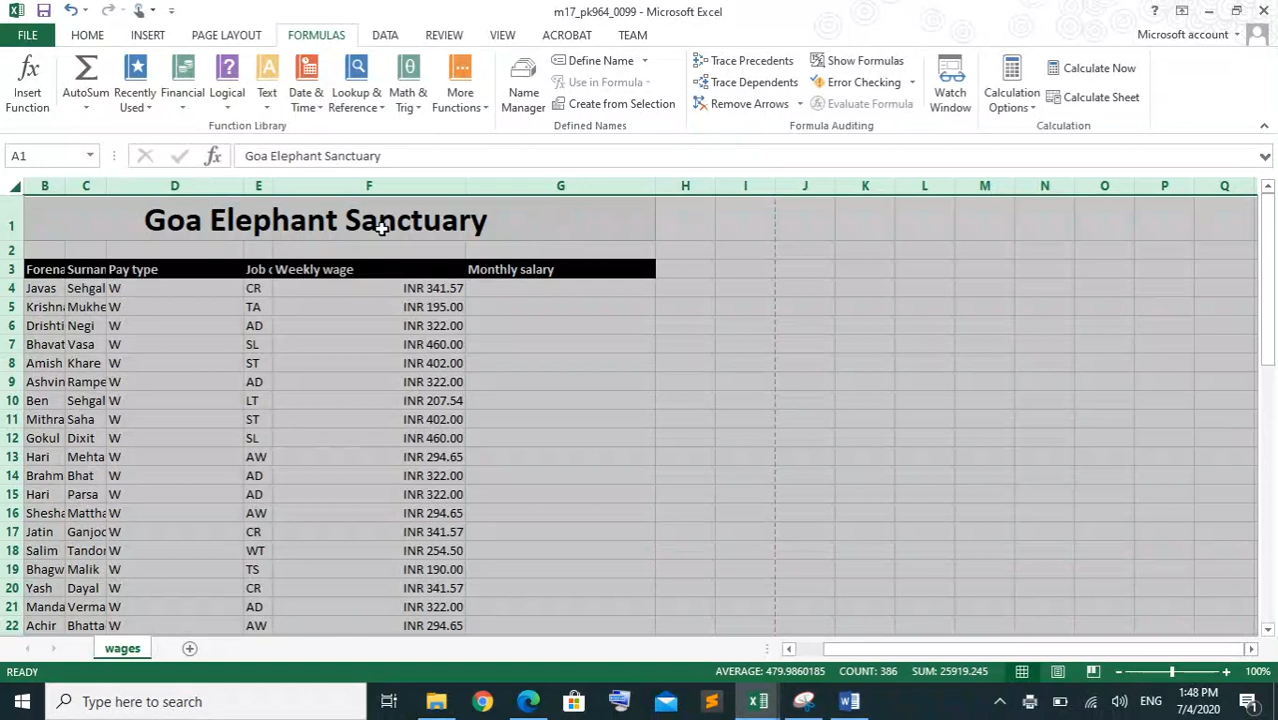 m17_pk964_0099 - Microsoft Excel
?
FILE HOME INSERT PAGE LAYOUT FORMULAS DATA REVIEW VIEW ACROBAT TEAM Microsoft account
fx Insert Function
Σ AutoSum
Recently Used
Financial
Logical
Text
Date & Time
Lookup & Reference
Math & Trig
More Functions
Function Library
Name Manager
Define Name
Use in Formula
Create from Selection
Defined Names
Trace Precedents
Trace Dependents
Remove Arrows
Show Formulas
Error Checking
Evaluate Formula
Formula Auditing
Watch Window
Calculation Options
Calculate Now
Calculate Sheet
Calculation
A1 fx Goa Elephant Sanctuary
B C D E F G H I J K L M N O P Q
1 Goa Elephant Sanctuary
2
3 Forena Surnan Pay type Job c Weekly wage Monthly salary
4 Javas Sehgal W CR INR 341.57
5 Krishna Mukhe W TA INR 195.00
6 Drishti Negi W AD INR 322.00
7 Bhavat Vasa W SL INR 460.00
8 Amish Khare W ST INR 402.00
9 Ashvin Rampe W AD INR 322.00
10 Ben Sehgal W LT INR 207.54
11 Mithra Saha W ST INR 402.00
12 Gokul Dixit W SL INR 460.00
13 Hari Mehta W AW INR 294.65
14 Brahm Bhat W AD INR 322.00
15 Hari Parsa W AD INR 322.00
16 Shesha Mattha W AW INR 294.65
17 Jatin Ganjoo W CR INR 341.57
18 Salim Tandor W WT INR 254.50
19 Bhagw Malik W TS INR 190.00
20 Yash Dayal W CR INR 341.57
21 Manda Verma W AD INR 322.00
22 Achir Bhatta W AW INR 294.65
wages
READY AVERAGE: 479.9860185 COUNT: 386 SUM: 25919.245 100%
Type here to search
ENG
1:48 PM
7/4/2020
1